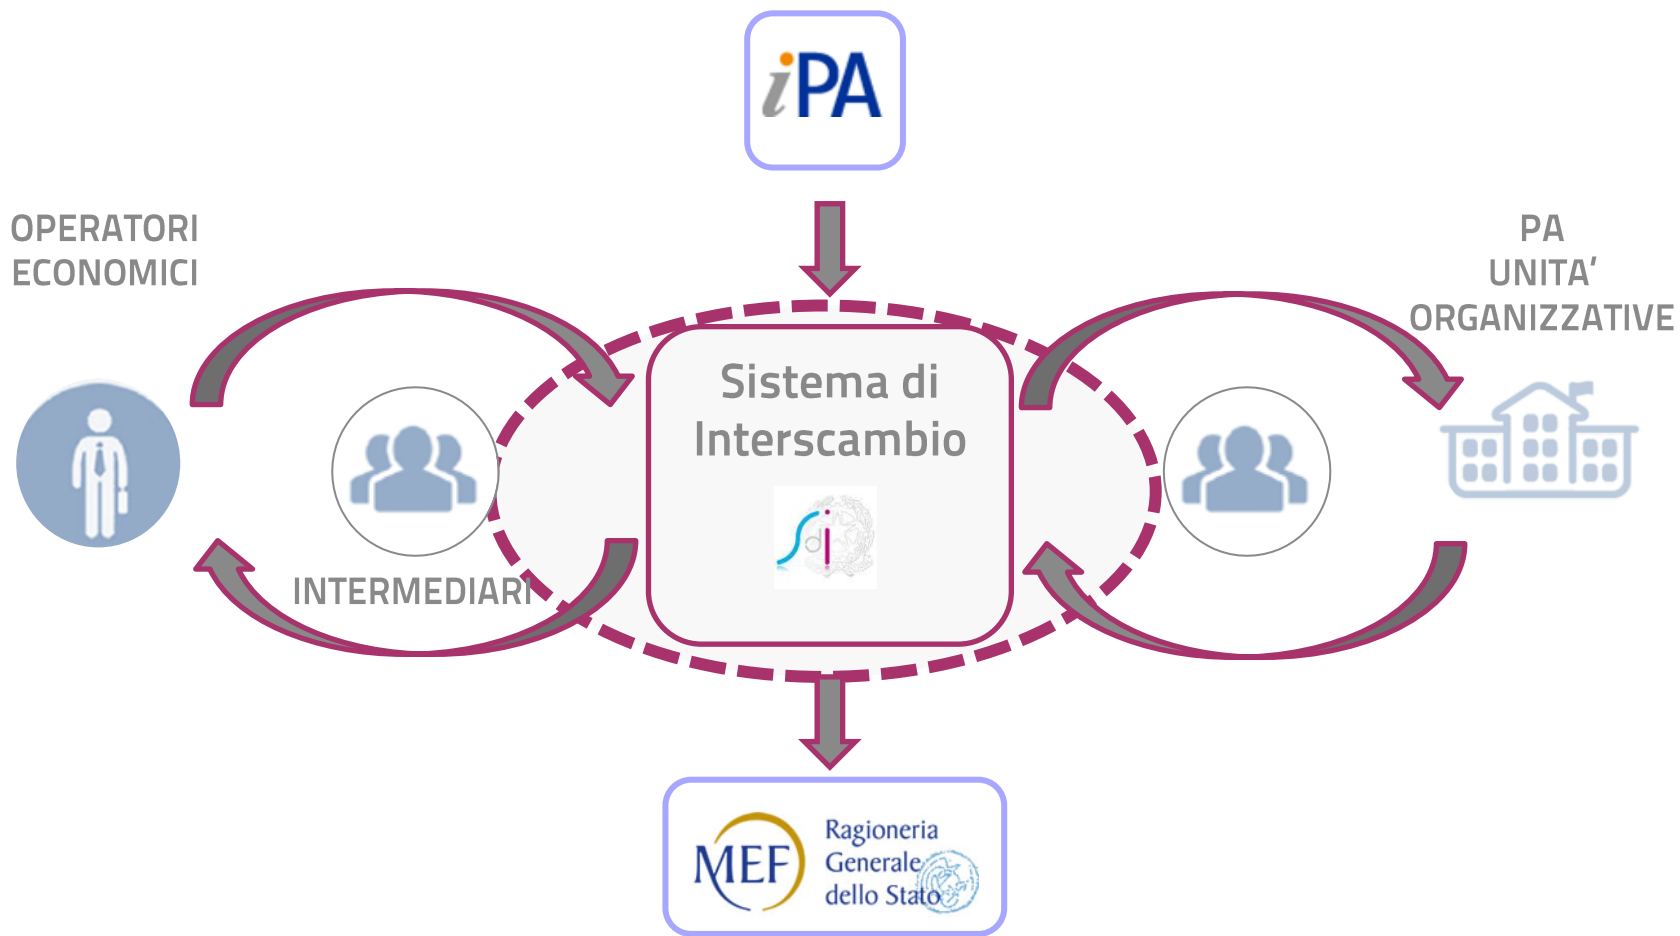 iPA
OPERATORI
ECONOMICI
PA
UNITA’
ORGANIZZATIVE
Sistema di
Interscambio
Sdi
INTERMEDIARI
MEF
Ragioneria
Generale
dello Stato